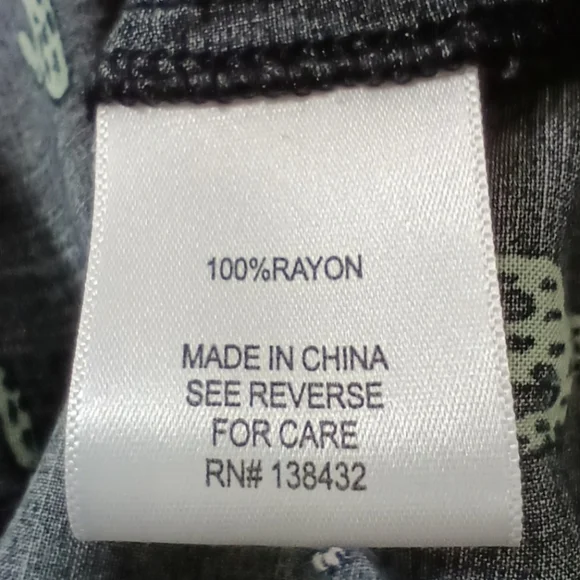 100%RAYON
MADE IN CHINA
SEE REVERSE
FOR CARE
RN# 138432